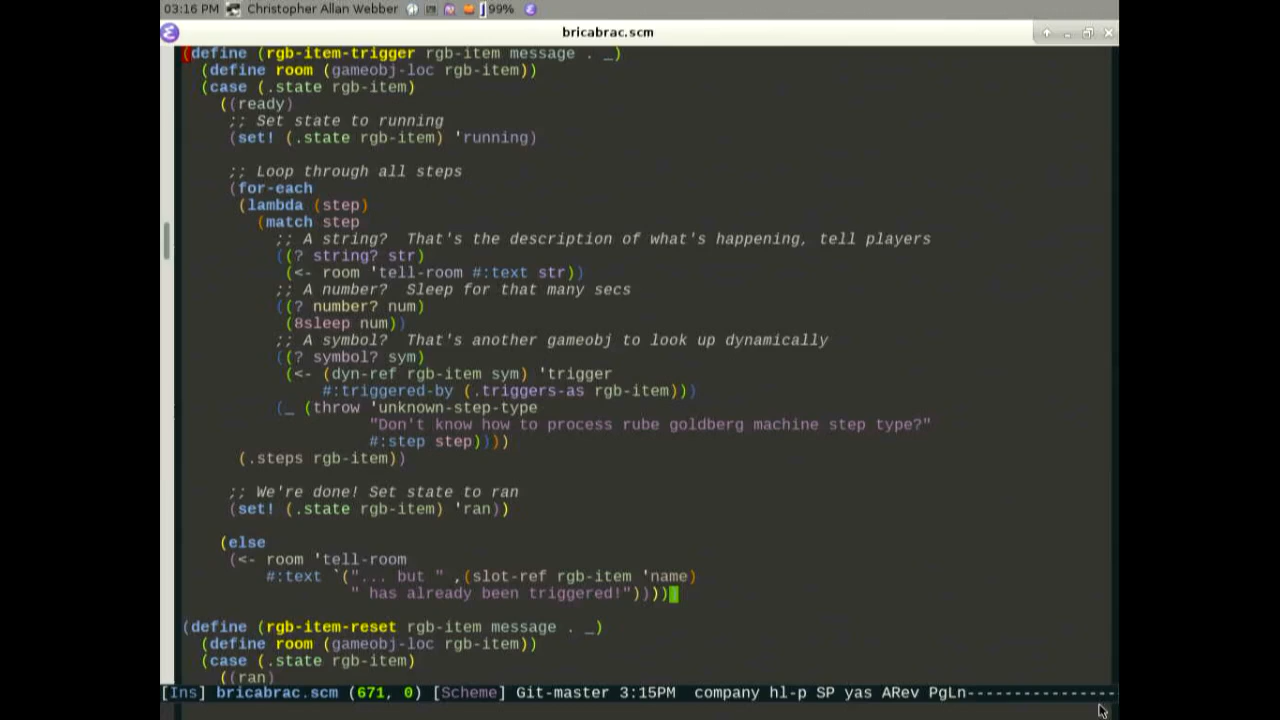 03:16 PM Christopher Allan Webber 99%
bricabrac.scm
(define (rgb-item-trigger rgb-item message . _)
(define room (gameobj-loc rgb-item))
(case (.state rgb-item)
((ready)
;; Set state to running
(set! (.state rgb-item) 'running)
;; Loop through all steps
(for-each
(lambda (step)
(match step
;; A string?  That's the description of what's happening, tell players
((? string? str)
(<- room 'tell-room #:text str))
;; A number?  Sleep for that many secs
((? number? num)
(8sleep num))
;; A symbol?  That's another gameobj to look up dynamically
((? symbol? sym)
(<- (dyn-ref rgb-item sym) 'trigger
#:triggered-by (.triggers-as rgb-item)))
(_ (throw 'unknown-step-type
"Don't know how to process rube goldberg machine step type?"
#:step step))))
(.steps rgb-item))
;; We're done! Set state to ran
(set! (.state rgb-item) 'ran))
(else
(<- room 'tell-room
#:text `("... but " ,(slot-ref rgb-item 'name)
" has already been triggered!")))))
(define (rgb-item-reset rgb-item message . _)
(define room (gameobj-loc rgb-item))
(case (.state rgb-item)
((ran)
[Ins] bricabrac.scm (671, 0) [Scheme] Git-master 3:15PM  company hl-p SP yas ARev PgLn----------------